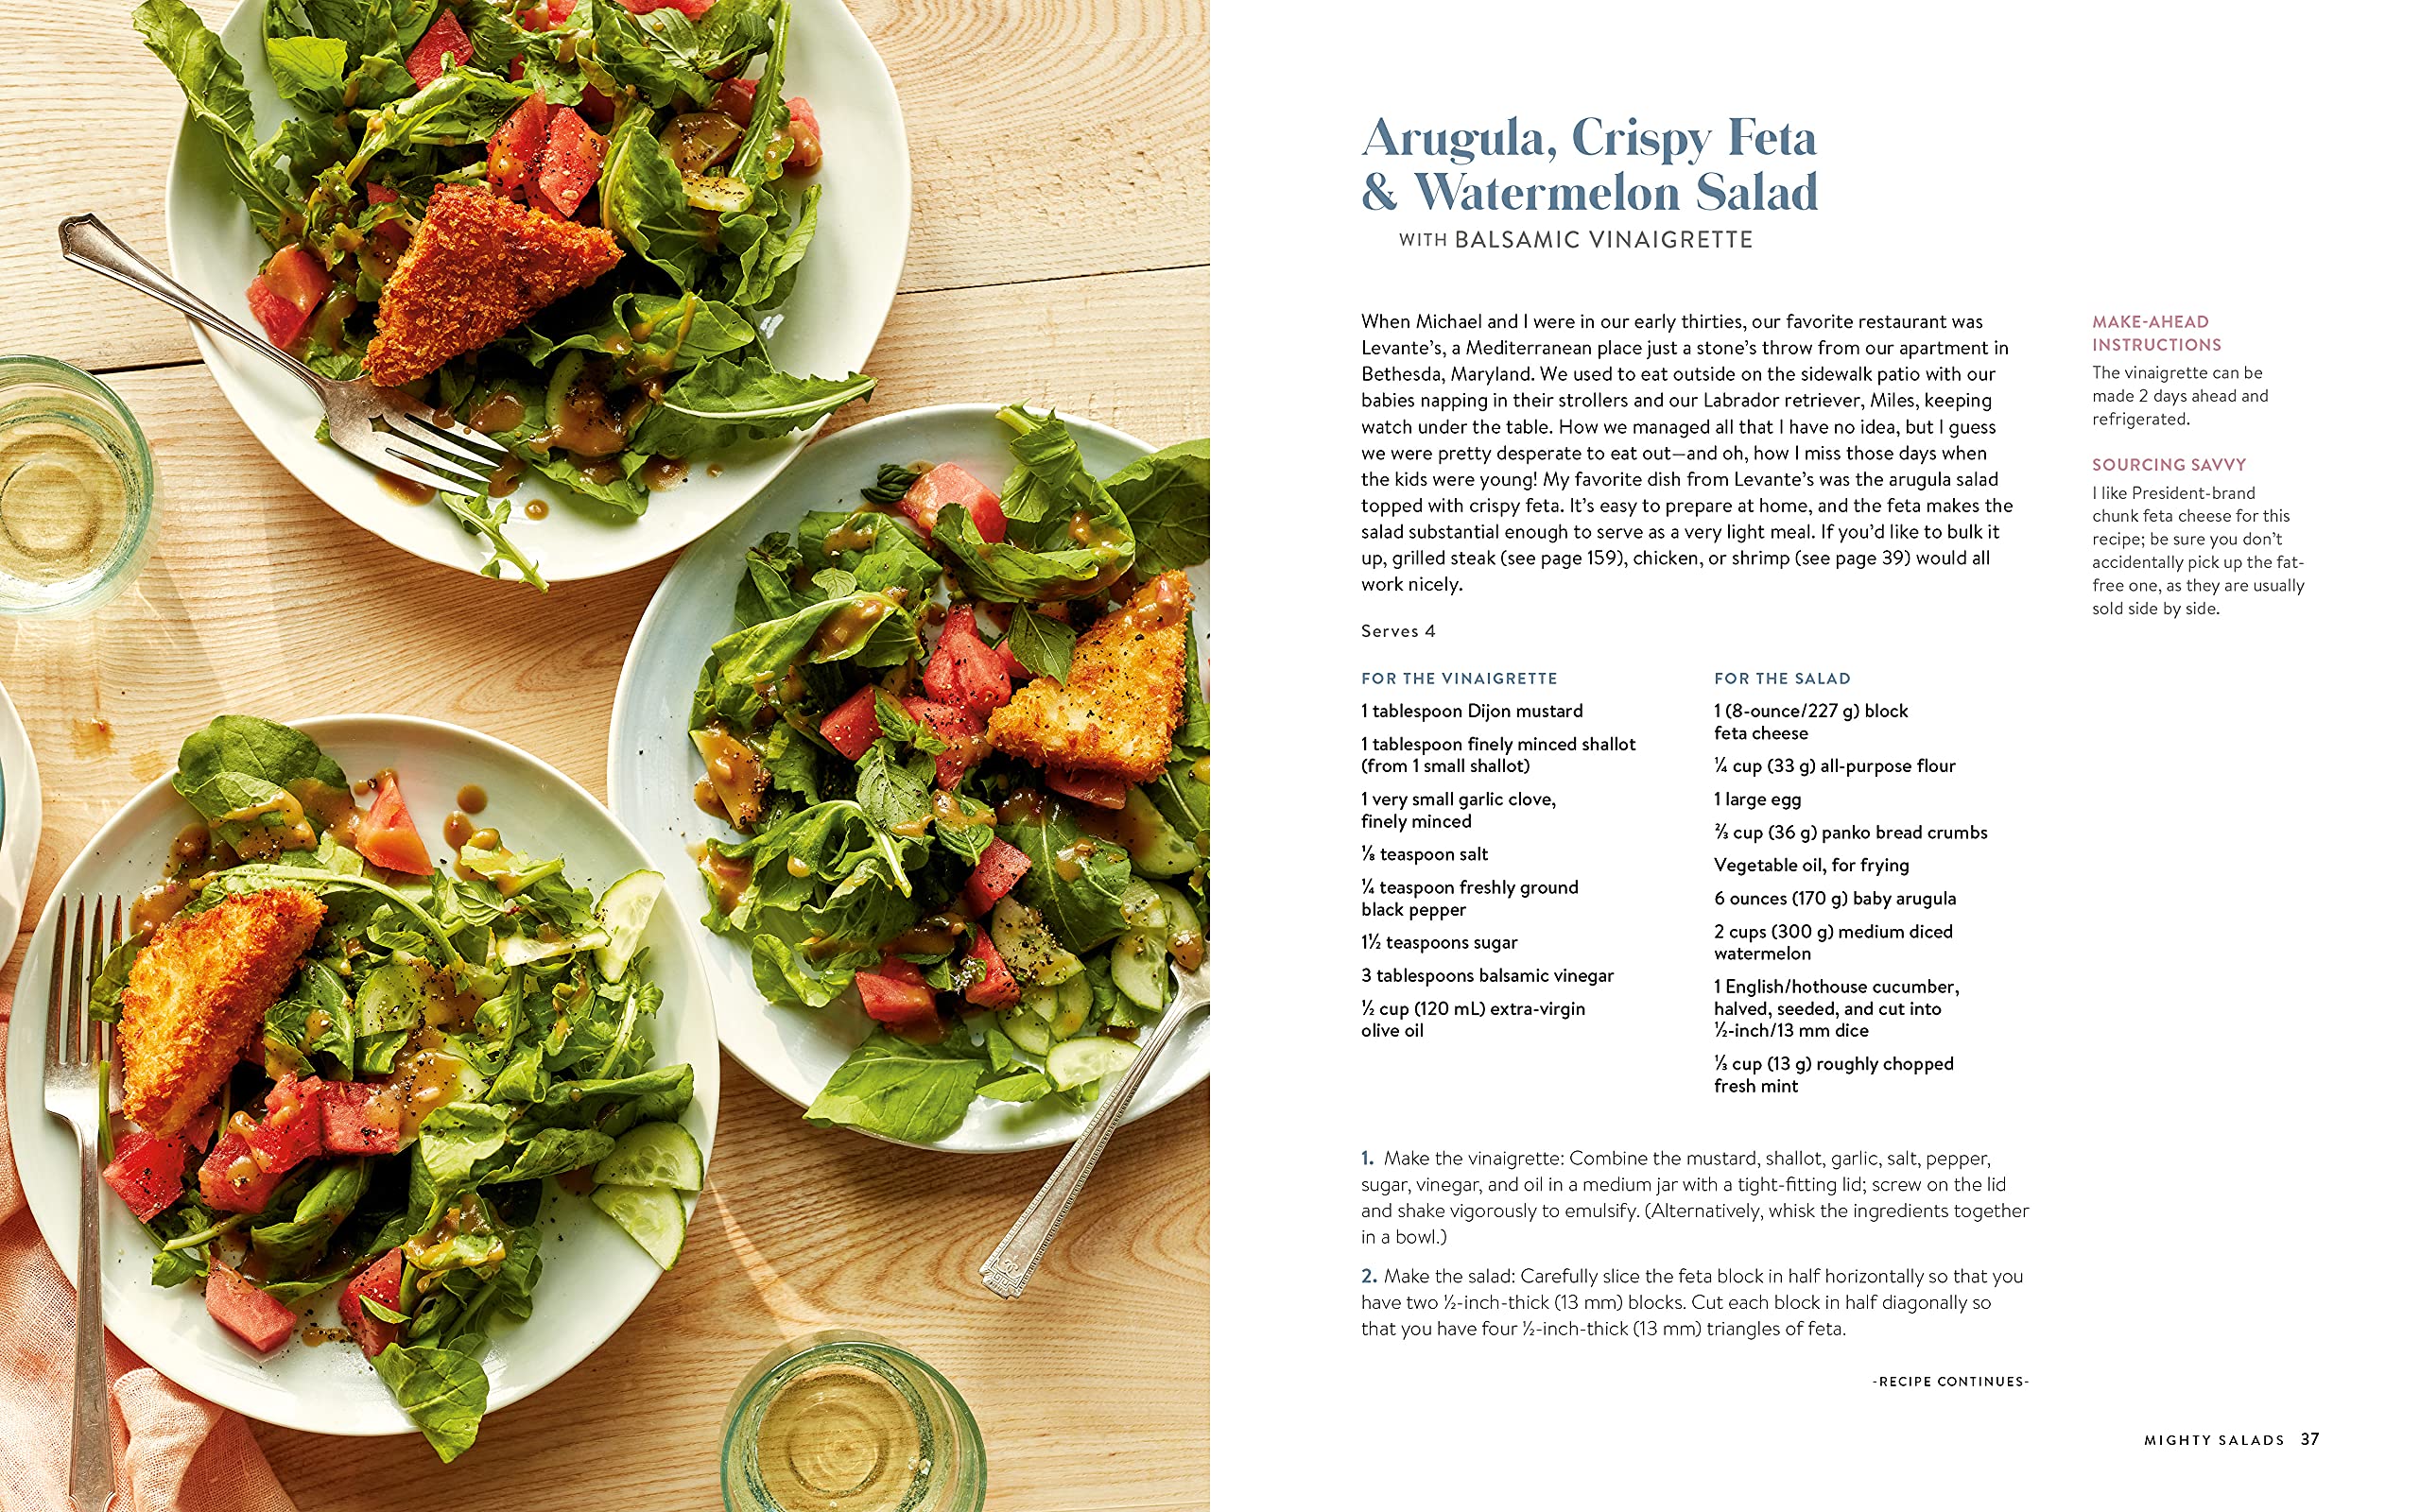 Arugula, Crispy Feta
& Watermelon Salad
WITH BALSAMIC VINAIGRETTE
When Michael and I were in our early thirties, our favorite restaurant was
Levante’s, a Mediterranean place just a stone’s throw from our apartment in
Bethesda, Maryland. We used to eat outside on the sidewalk patio with our
babies napping in their strollers and our Labrador retriever, Miles, keeping
watch under the table. How we managed all that I have no idea, but I guess
we were pretty desperate to eat out—and oh, how I miss those days when
the kids were young! My favorite dish from Levante’s was the arugula salad
topped with crispy feta. It’s easy to prepare at home, and the feta makes the
salad substantial enough to serve as a very light meal. If you’d like to bulk it
up, grilled steak (see page 159), chicken, or shrimp (see page 39) would all
work nicely.
Serves 4
FOR THE VINAIGRETTE
1 tablespoon Dijon mustard
1 tablespoon finely minced shallot
(from 1 small shallot)
1 very small garlic clove,
finely minced
⅛ teaspoon salt
¼ teaspoon freshly ground
black pepper
1½ teaspoons sugar
3 tablespoons balsamic vinegar
½ cup (120 mL) extra-virgin
olive oil
FOR THE SALAD
1 (8-ounce/227 g) block
feta cheese
¼ cup (33 g) all-purpose flour
1 large egg
⅔ cup (36 g) panko bread crumbs
Vegetable oil, for frying
6 ounces (170 g) baby arugula
2 cups (300 g) medium diced
watermelon
1 English/hothouse cucumber,
halved, seeded, and cut into
½-inch/13 mm dice
⅓ cup (13 g) roughly chopped
fresh mint
1. Make the vinaigrette: Combine the mustard, shallot, garlic, salt, pepper,
sugar, vinegar, and oil in a medium jar with a tight-fitting lid; screw on the lid
and shake vigorously to emulsify. (Alternatively, whisk the ingredients together
in a bowl.)
2. Make the salad: Carefully slice the feta block in half horizontally so that you
have two ½-inch-thick (13 mm) blocks. Cut each block in half diagonally so
that you have four ½-inch-thick (13 mm) triangles of feta.
-RECIPE CONTINUES-
MAKE-AHEAD
INSTRUCTIONS
The vinaigrette can be
made 2 days ahead and
refrigerated.
SOURCING SAVVY
I like President-brand
chunk feta cheese for this
recipe; be sure you don’t
accidentally pick up the fat-
free one, as they are usually
sold side by side.
MIGHTY SALADS 37